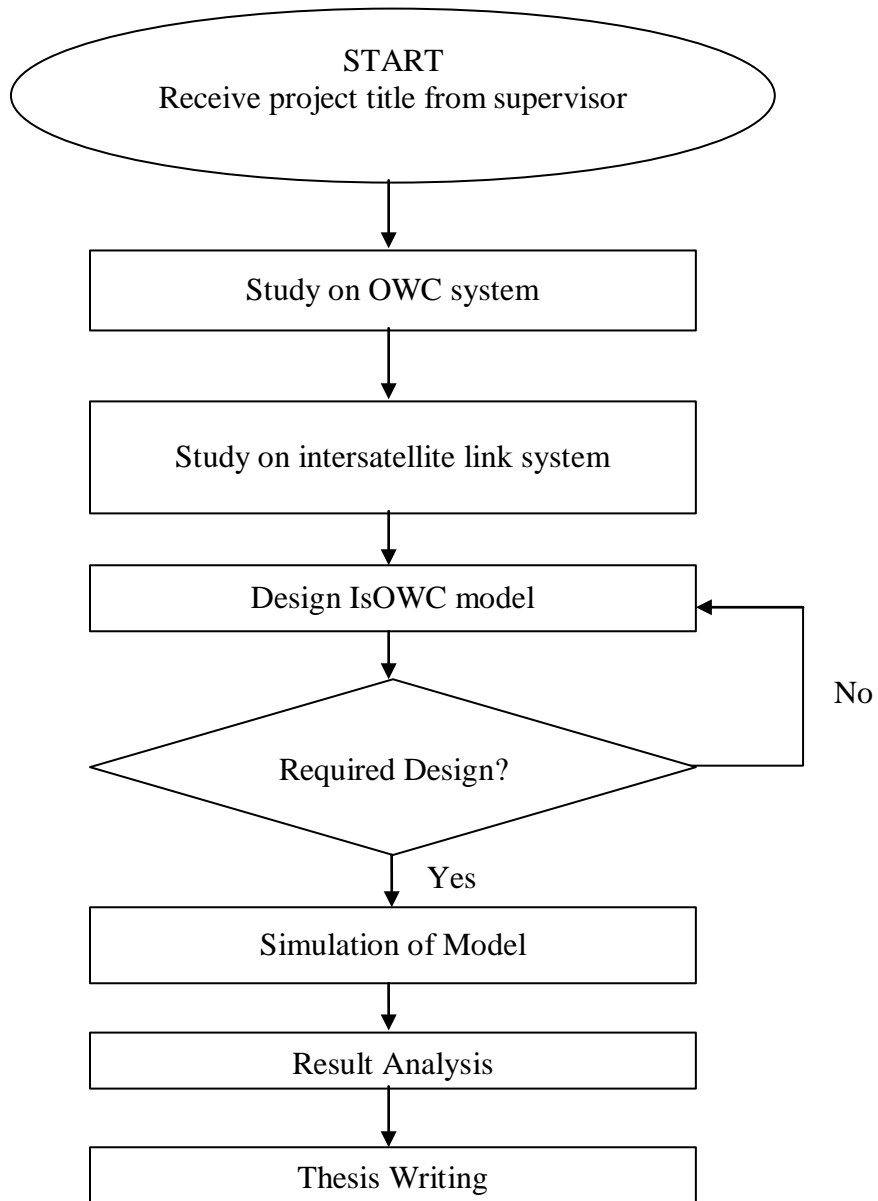 START
Receive project title from supervisor
Study on OWC system
Study on intersatellite link system
Design IsOWC model
No
Required Design?
Yes
Simulation of Model
Result Analysis
Thesis Writing